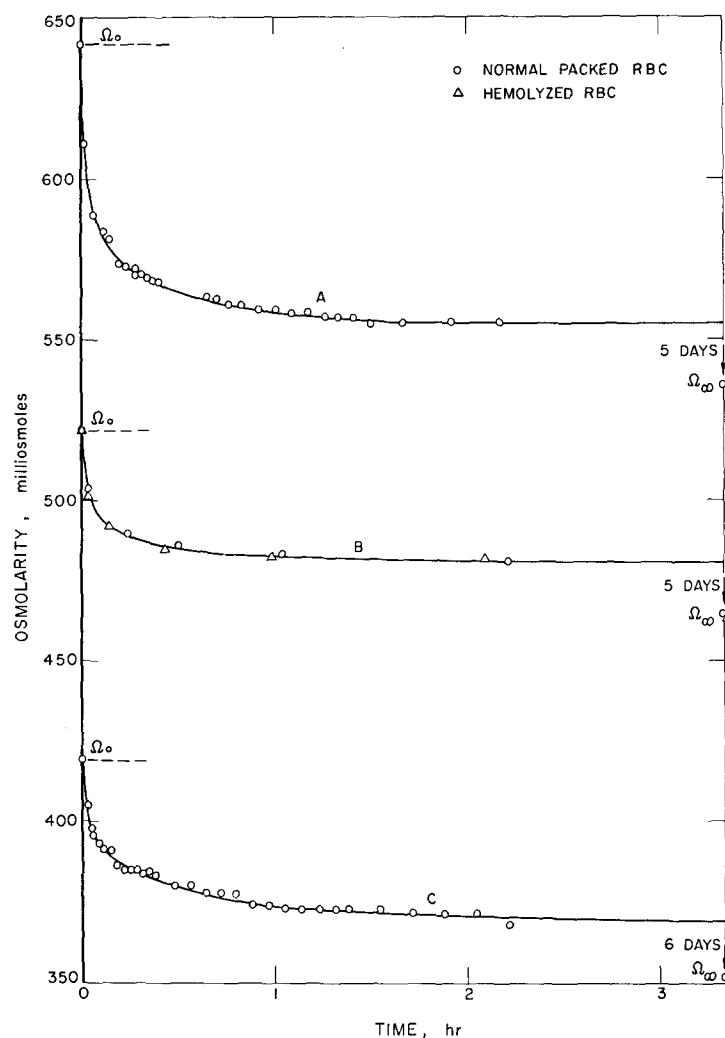 650
Ω₀
○ NORMAL PACKED RBC
△ HEMOLYZED RBC
600
A
550
5 DAYS
Ω∞
Ω₀
500
B
5 DAYS
Ω∞
450
Ω₀
400
C
6 DAYS
Ω∞
350
0 1 2 3
TIME, hr
OSMOLARITY, milliosmoles